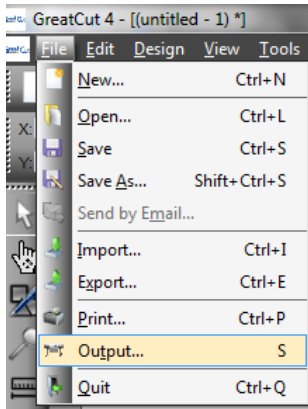 GreatCut 4 - [(untitled - 1) *]
File Edit Design View Tools
New... Ctrl+N
X:
Open... Ctrl+L
Y:
Save Ctrl+S
Save As... Shift+Ctrl+S
Send by Email...
Import... Ctrl+I
Export... Ctrl+E
Print... Ctrl+P
Output... S
Quit Ctrl+Q